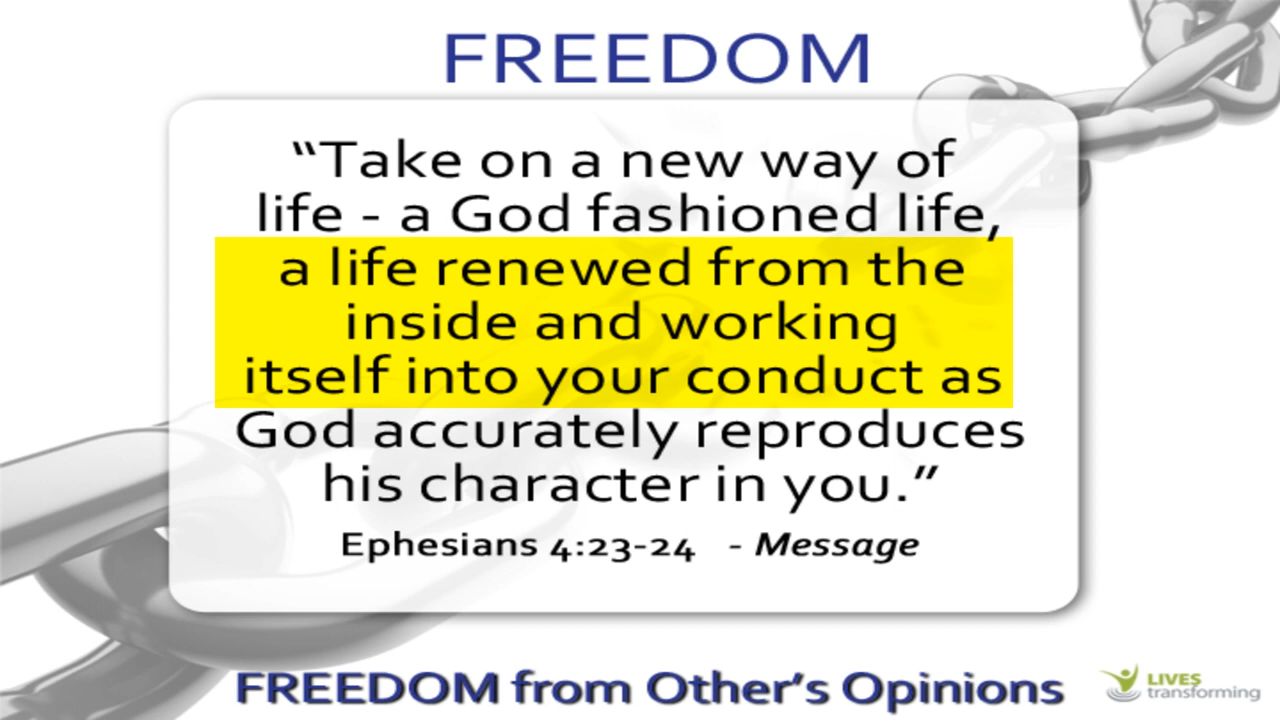 FREEDOM
“Take on a new way of
life - a God fashioned life,
a life renewed from the
inside and working
itself into your conduct as
God accurately reproduces
his character in you.”
Ephesians 4:23-24 - Message
FREEDOM from Other’s Opinions
LIVES
transforming